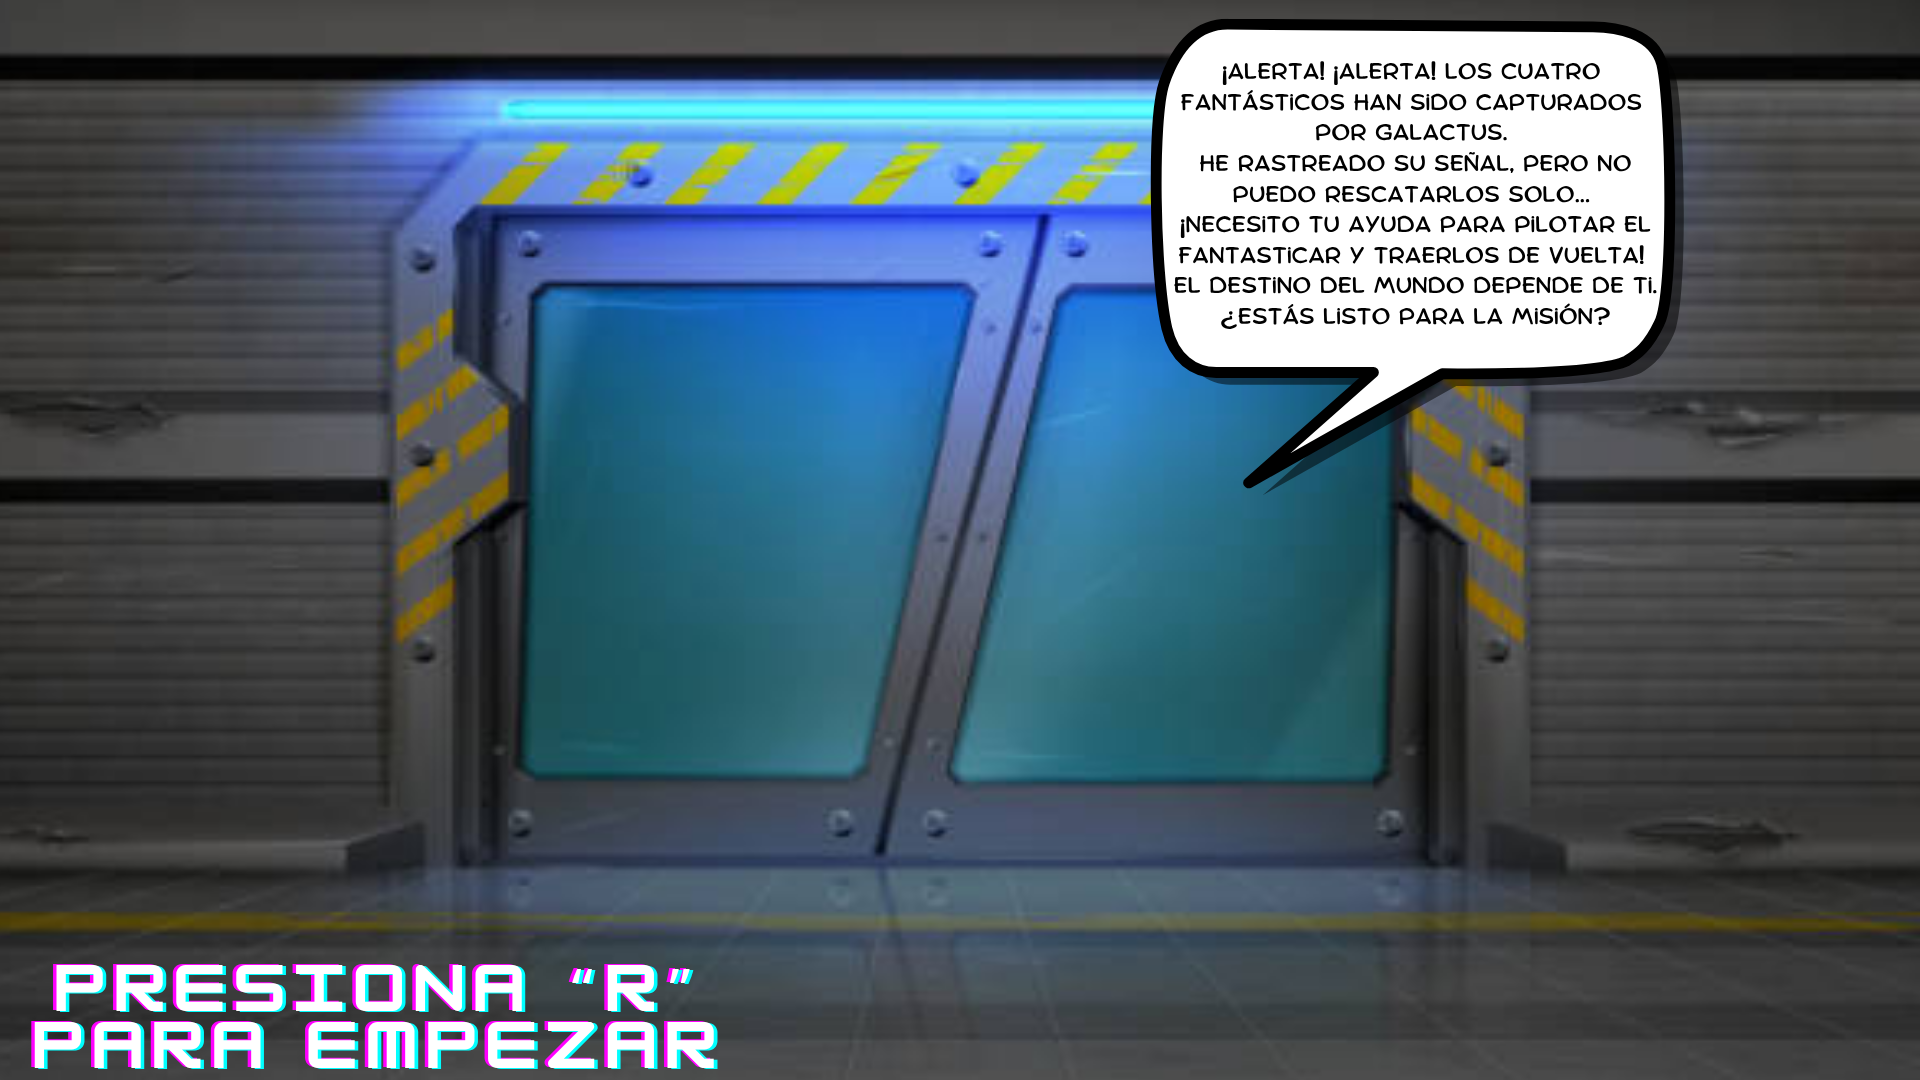 ¡ALERTA! ¡ALERTA! LOS CUATRO
FANTÁSTICOS HAN SIDO CAPTURADOS
POR GALACTUS.
HE RASTREADO SU SEÑAL, PERO NO
PUEDO RESCATARLOS SOLO...
¡NECESITO TU AYUDA PARA PILOTAR EL
FANTASTICAR Y TRAERLOS DE VUELTA!
EL DESTINO DEL MUNDO DEPENDE DE TI.
¿ESTÁS LISTO PARA LA MISIÓN?
PRESIONA “R”
PARA EMPEZAR